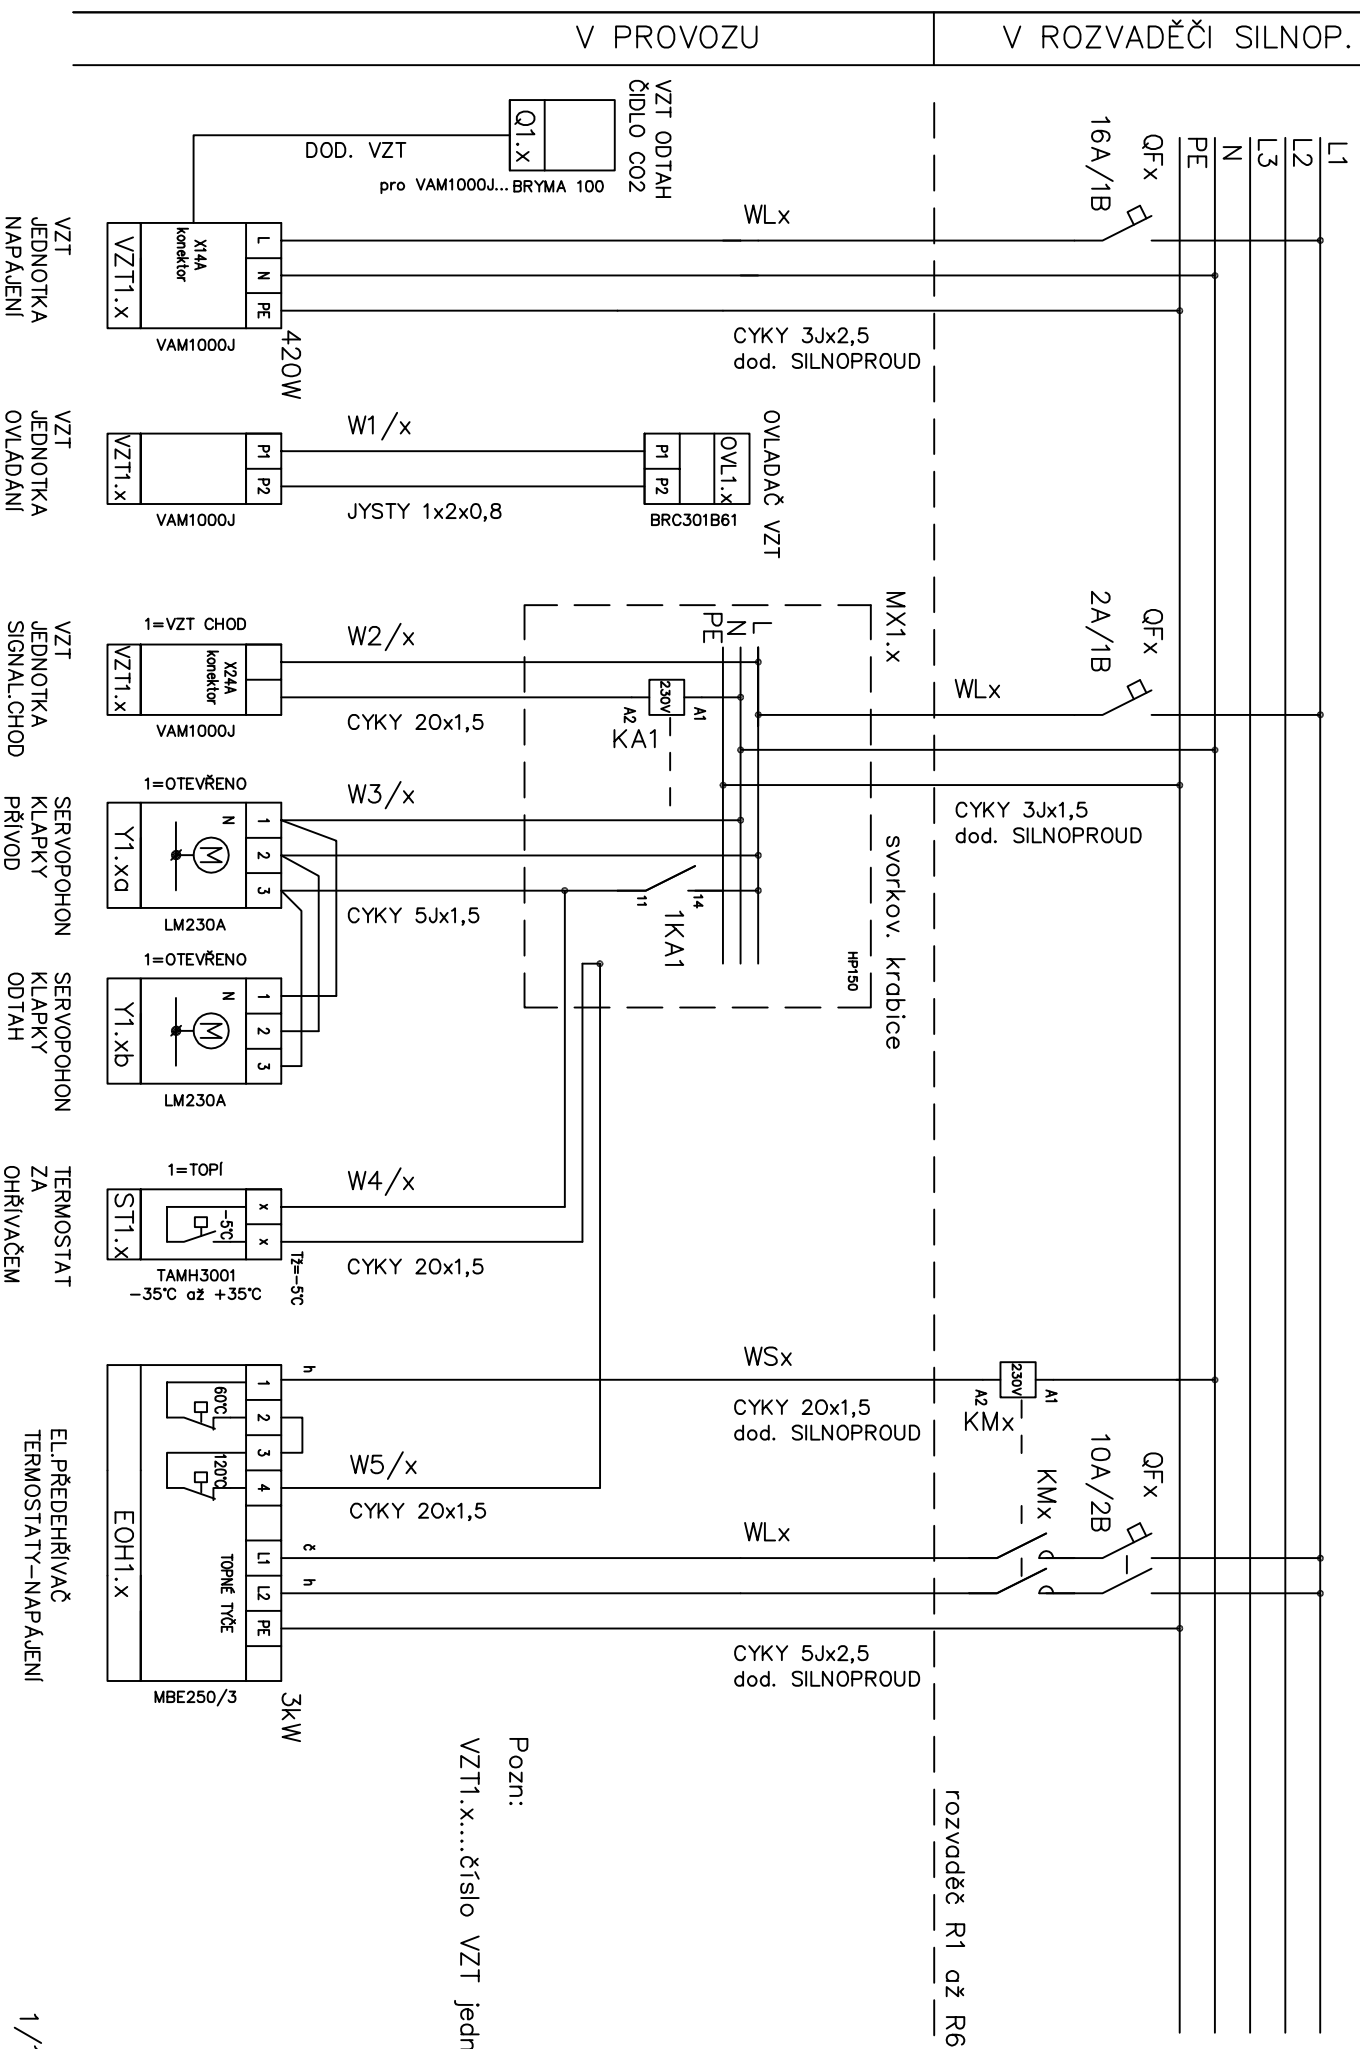 V PROVOZU
V ROZVADĚČI SILNOP.
L1
L2
L3
N
PE
QFx
16A/1B
VZT ODTAH
ČIDLO CO2
Q1.x
DOD. VZT
pro VAM1000J... BRYMA 100
WLx
L
N
PE
X14A
konektor
VZT1.x
VAM1000J
420W
CYKY 3Jx2,5
dod. SILNOPROUD
VZT
JEDNOTKA
NAPÁJENÍ
W1/x
JYSTY 1x2x0,8
P1
P2
VZT1.x
VAM1000J
OVLADAČ VZT
OVL1.x
P1
P2
BRC301B61
VZT
JEDNOTKA
OVLÁDÁNÍ
QFx
2A/1B
WLx
CYKY 3Jx1,5
dod. SILNOPROUD
MX1.x
svorkov. krabice
HP150
L
N
PE
1=VZT CHOD
W2/x
X24A
konektor
VZT1.x
VAM1000J
CYKY 2Ox1,5
230V
A1
A2
KA1
VZT
JEDNOTKA
SIGNAL.CHOD
1=OTEVŘENO
W3/x
1
2
3
N
M
Y1.xa
LM230A
CYKY 5Jx1,5
11
14
1KA1
SERVOPOHON
KLAPKY
PŘÍVOD
1=OTEVŘENO
1
2
3
N
M
Y1.xb
LM230A
SERVOPOHON
KLAPKY
ODTAH
1=TOPÍ
W4/x
x
x
-5°C
ST1.x
Tž=-5°C
TAMH3001
-35°C až +35°C
CYKY 2Ox1,5
TERMOSTAT
ZA
OHŘÍVAČEM
WSx
CYKY 2Ox1,5
dod. SILNOPROUD
230V
A1
A2
KMx
h
1
2
3
4
60°C
120°C
W5/x
CYKY 2Ox1,5
KMx
QFx
10A/2B
WLx
č
h
L1
L2
PE
TOPNÉ TYČE
EOH1.x
MBE250/3
3kW
CYKY 5Jx2,5
dod. SILNOPROUD
EL.PŘEDEHŘÍVAČ
TERMOSTATY-NAPÁJENÍ
rozvaděč R1 až R6
Pozn:
VZT1.x....číslo VZT jedn